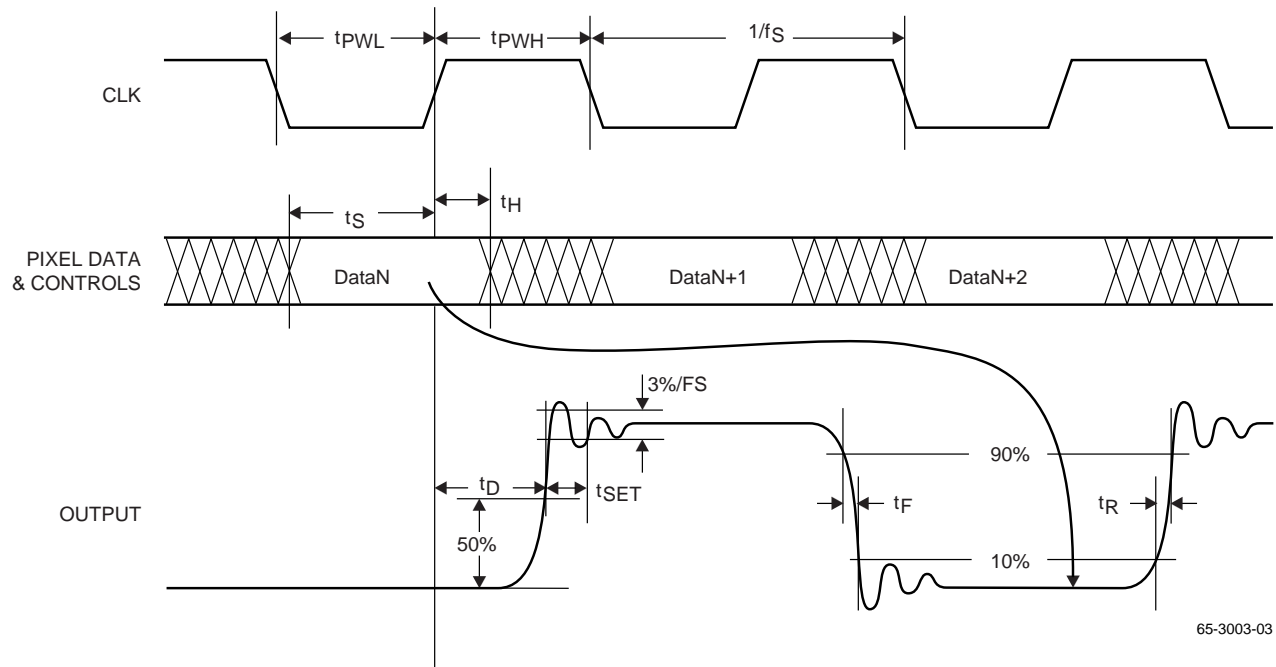 tPWL tPWH 1/fS
CLK
tS tH
PIXEL DATA
& CONTROLS
DataN DataN+1 DataN+2
3%/FS
90%
tD tSET tF tR
OUTPUT
50%
10%
65-3003-03